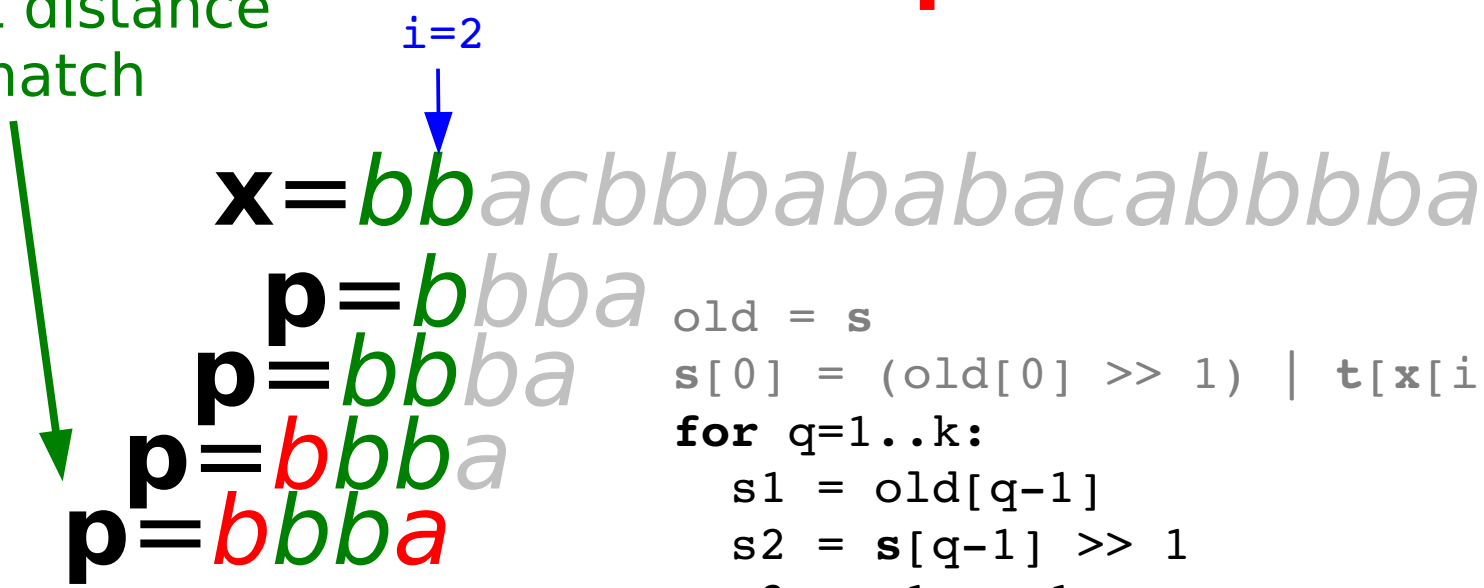 distance
match
i=2
x=bbacbbbababacabbbba
p=bbba
p=bbba
p=bbba
p=bbba
old = s
s[0] = (old[0] >> 1) | t[x[i
for q=1..k:
s1 = old[q-1]
s2 = s[q-1] >> 1